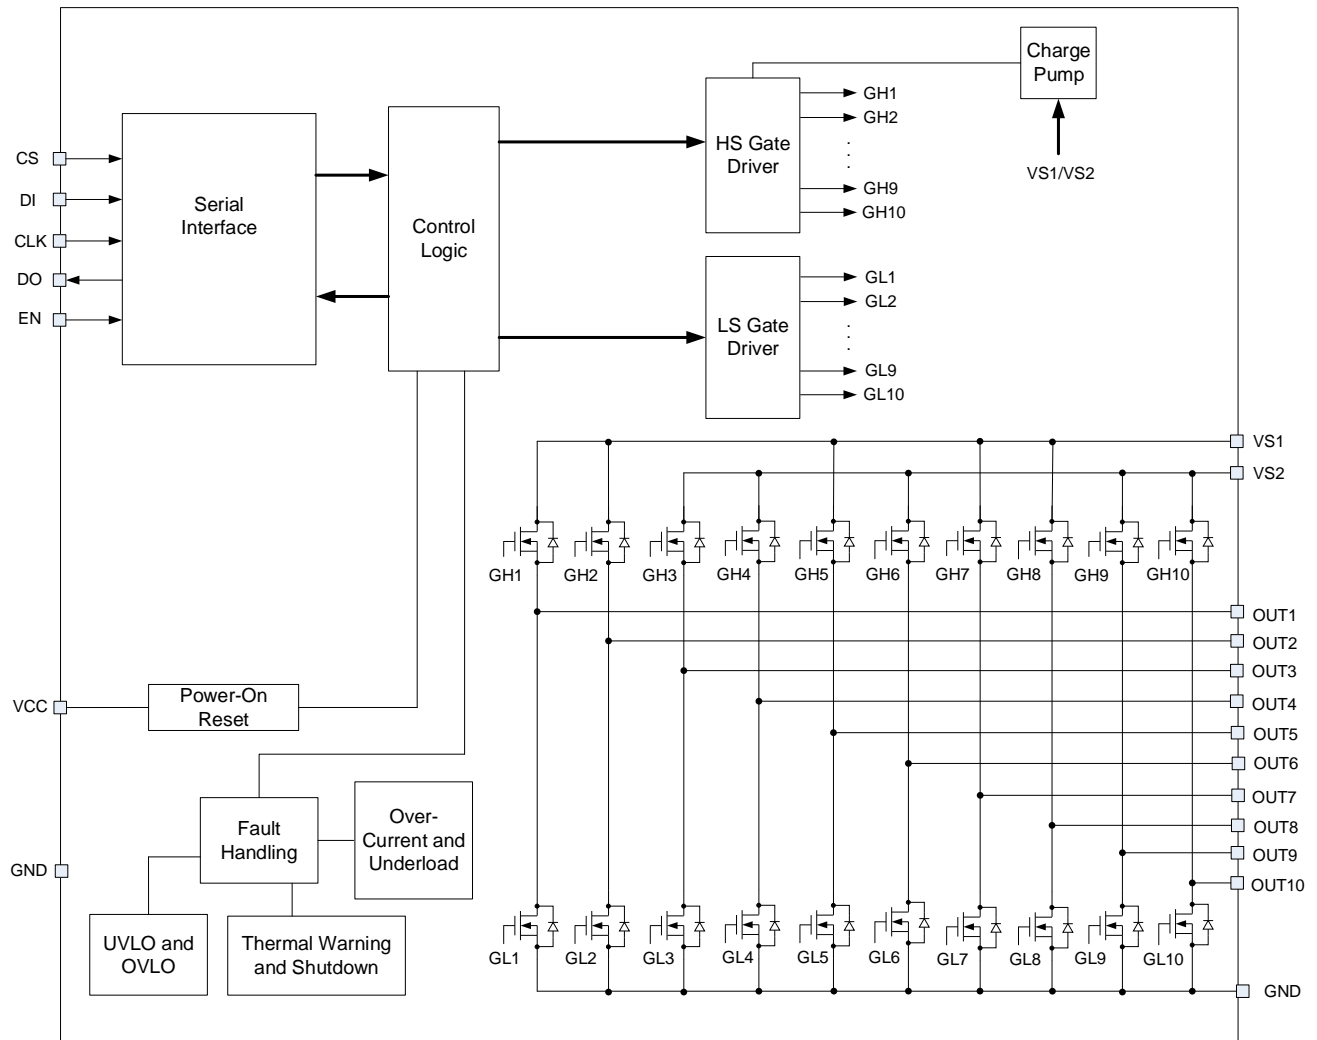 Charge
Pump
VS1/VS2
HS Gate
Driver
GH1
GH2
GH9
GH10
CS
DI
CLK
DO
EN
Serial
Interface
Control
Logic
LS Gate
Driver
GL1
GL2
GL9
GL10
VS1
VS2
GH1
GH2
GH3
GH4
GH5
GH6
GH7
GH8
GH9
GH10
OUT1
OUT2
OUT3
OUT4
OUT5
OUT6
OUT7
OUT8
OUT9
OUT10
VCC
Power-On
Reset
GND
Fault
Handling
Over-
Current and
Underload
UVLO and
OVLO
Thermal Warning
and Shutdown
GL1
GL2
GL3
GL4
GL5
GL6
GL7
GL8
GL9
GL10
GND